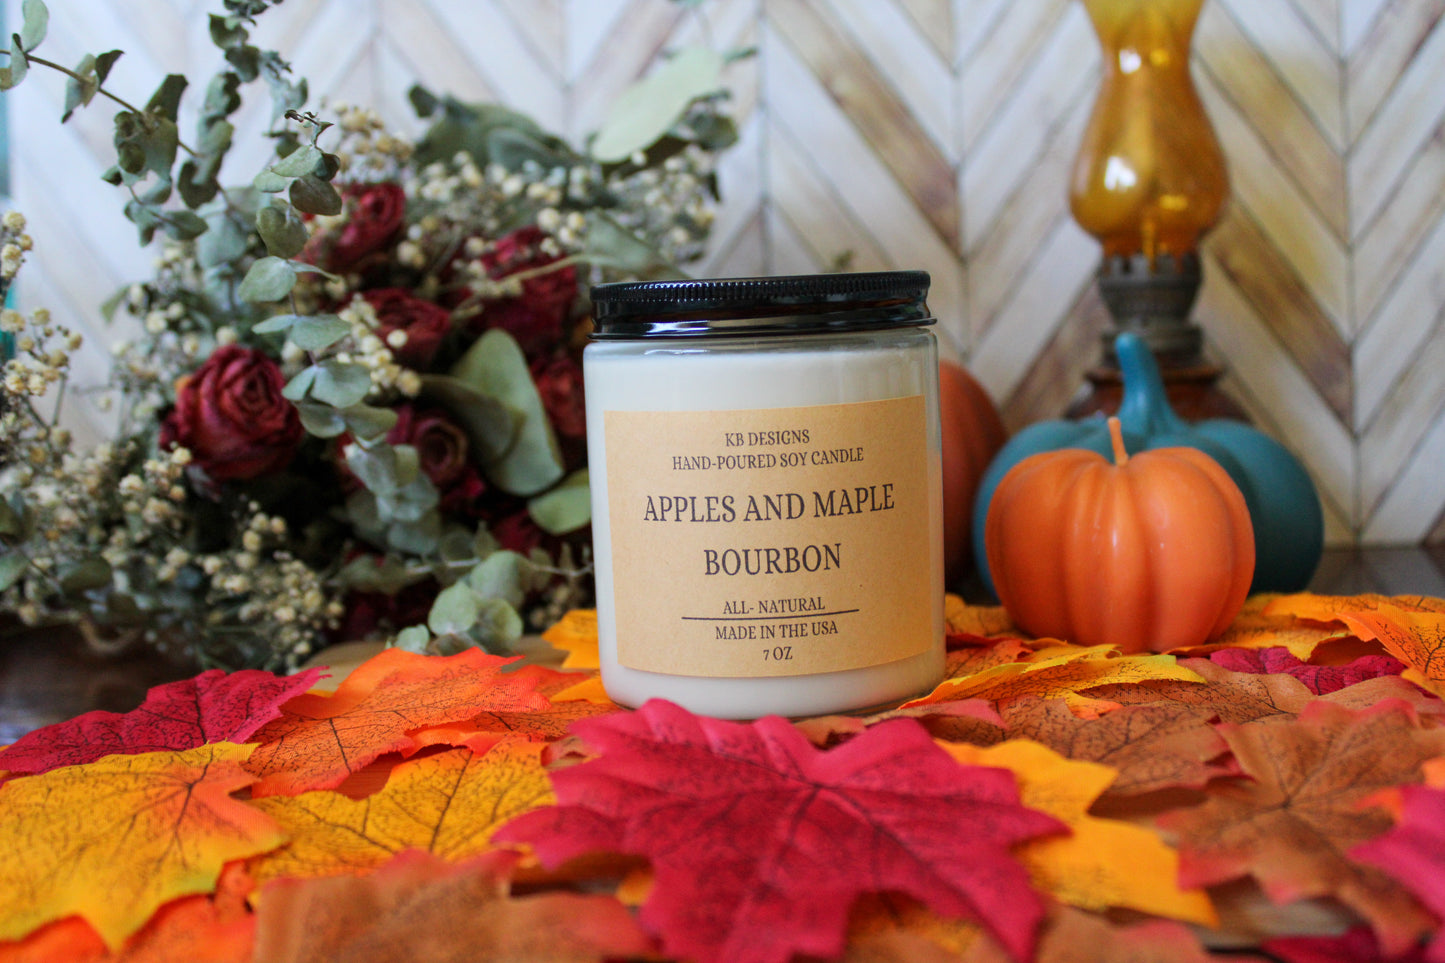 KB DESIGNS
HAND-POURED SOY CANDLE
APPLES AND MAPLE
BOURBON
ALL- NATURAL
MADE IN THE USA
7 OZ